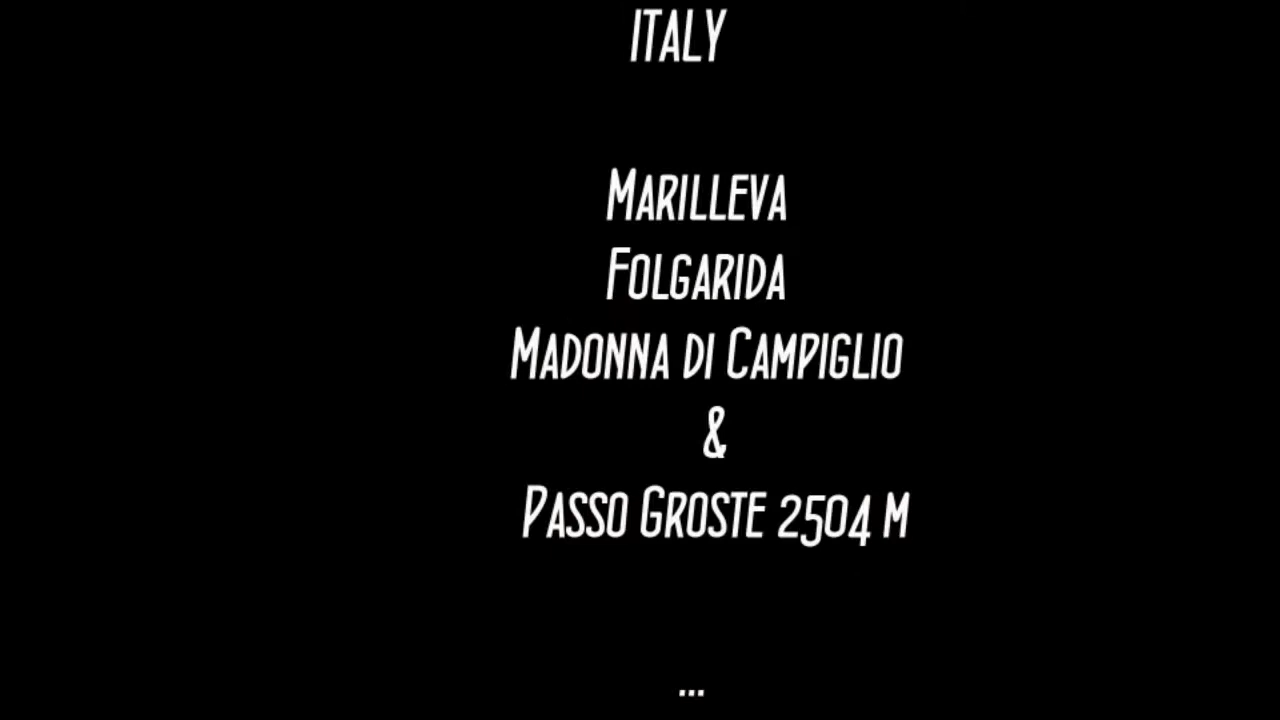 ITALY
MARILLEVA
FOLGARIDA
MADONNA DI CAMPIGLIO
&
PASSO GROSTE 2504 M
...